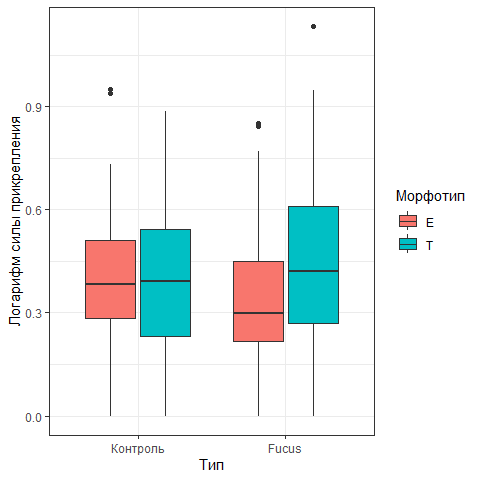 Логарифм силы прикрепления
0.9
0.6
0.3
0.0
Контроль
Fucus
Тип
Морфотип
E
T